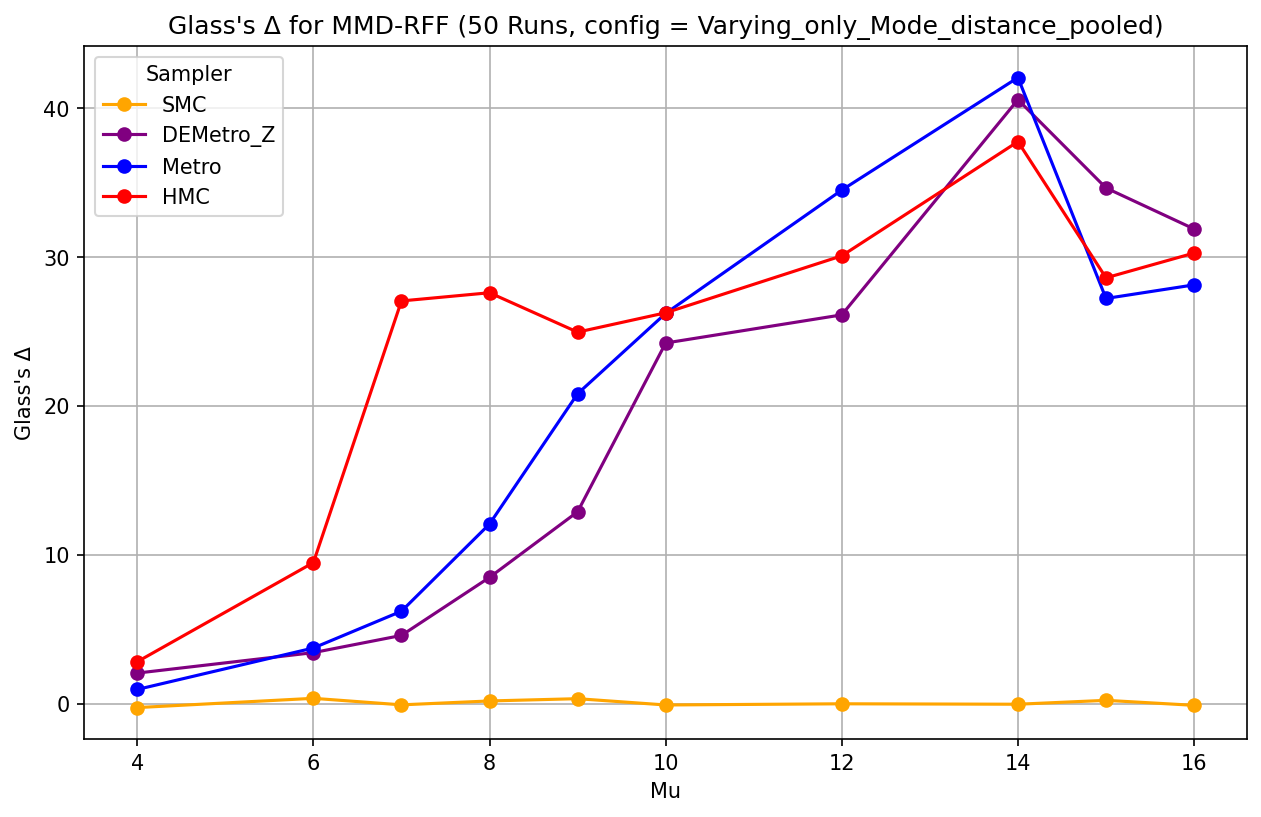 Glass's Δ for MMD-RFF (50 Runs, config = Varying_only_Mode_distance_pooled)
Sampler
SMC
DEMetro_Z
Metro
HMC
Glass's Δ
40
30
20
10
0
4
6
8
10
12
14
16
Mu